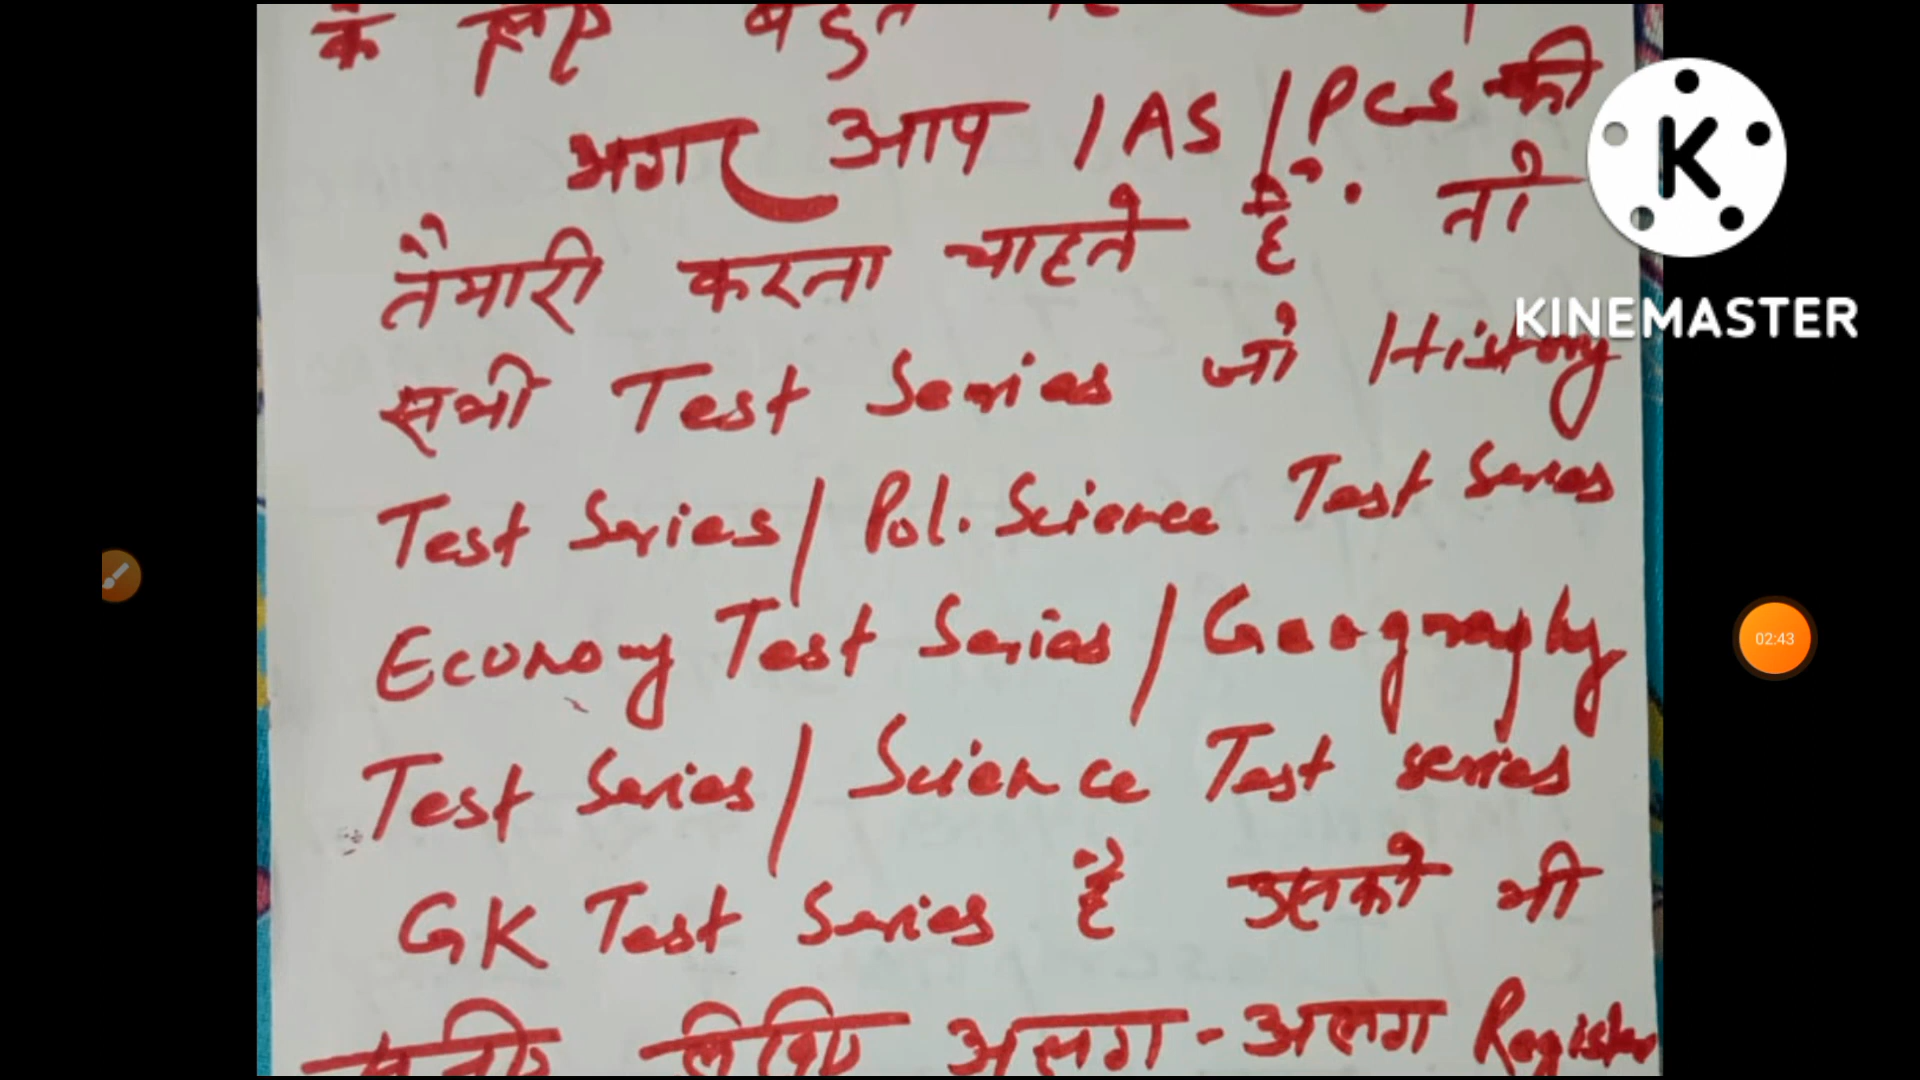 के लिए बहुत
अगर आप IAS/PCS की
तैयारी करना चाहते हैं. तो
सभी Test Series जो History
Test Series/Pol. Science Test Series
Economy Test Series/Geography
Test Series/Science Test series
GK Test Series है उसको भी
अलग-अलग Register
K
KINEMASTER
02:43